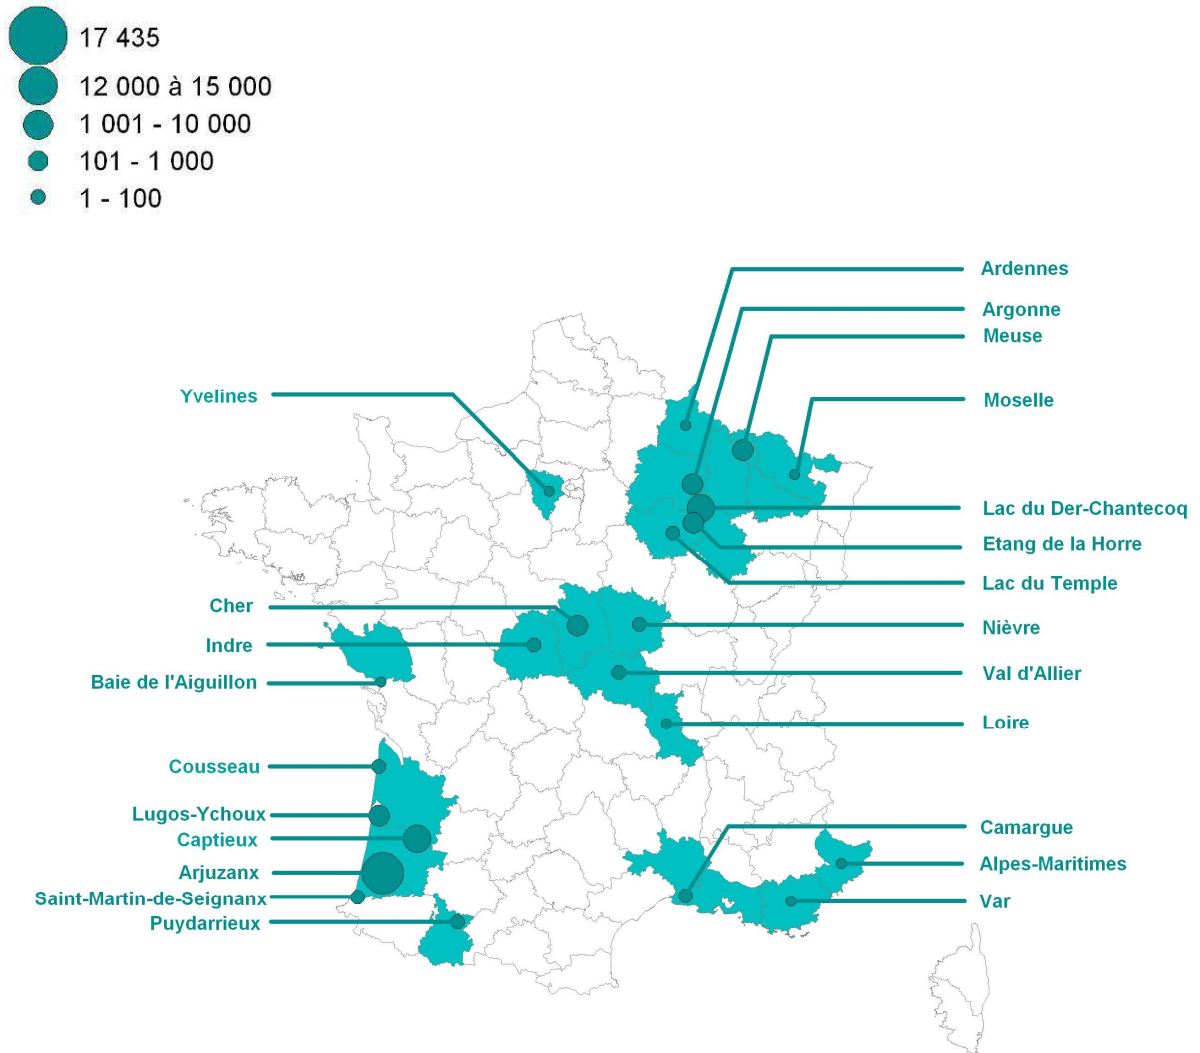 17 435
12 000 à 15 000
1 001 - 10 000
101 - 1 000
1 - 100
Ardennes
Argonne
Meuse
Yvelines
Moselle
Lac du Der-Chantecoq
Etang de la Horre
Lac du Temple
Cher
Nièvre
Indre
Val d'Allier
Baie de l'Aiguillon
Loire
Cousseau
Lugos-Ychoux
Camargue
Captieux
Alpes-Maritimes
Arjuzanx
Saint-Martin-de-Seignanx
Var
Puydarrieux